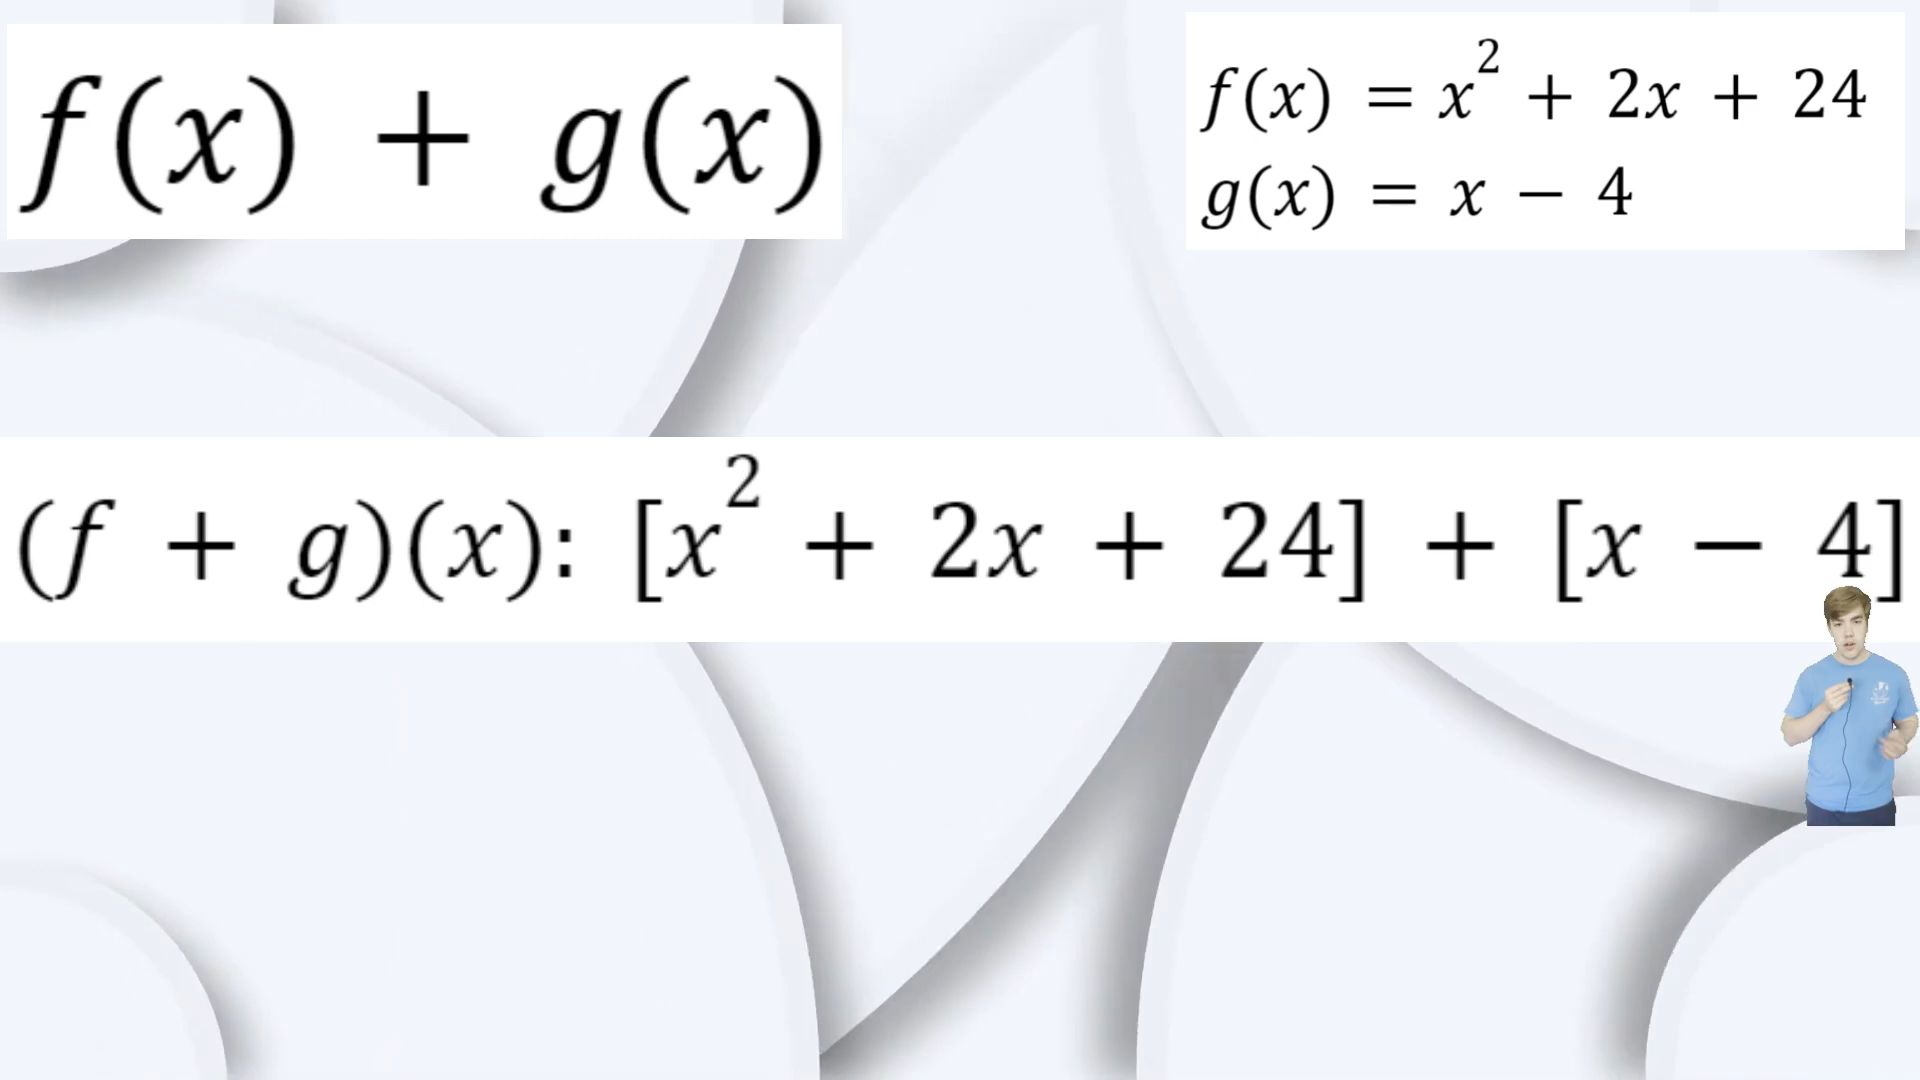 f(x) + g(x)
f(x) = x² + 2x + 24
g(x) = x − 4
(f + g)(x): [x² + 2x + 24] + [x − 4]